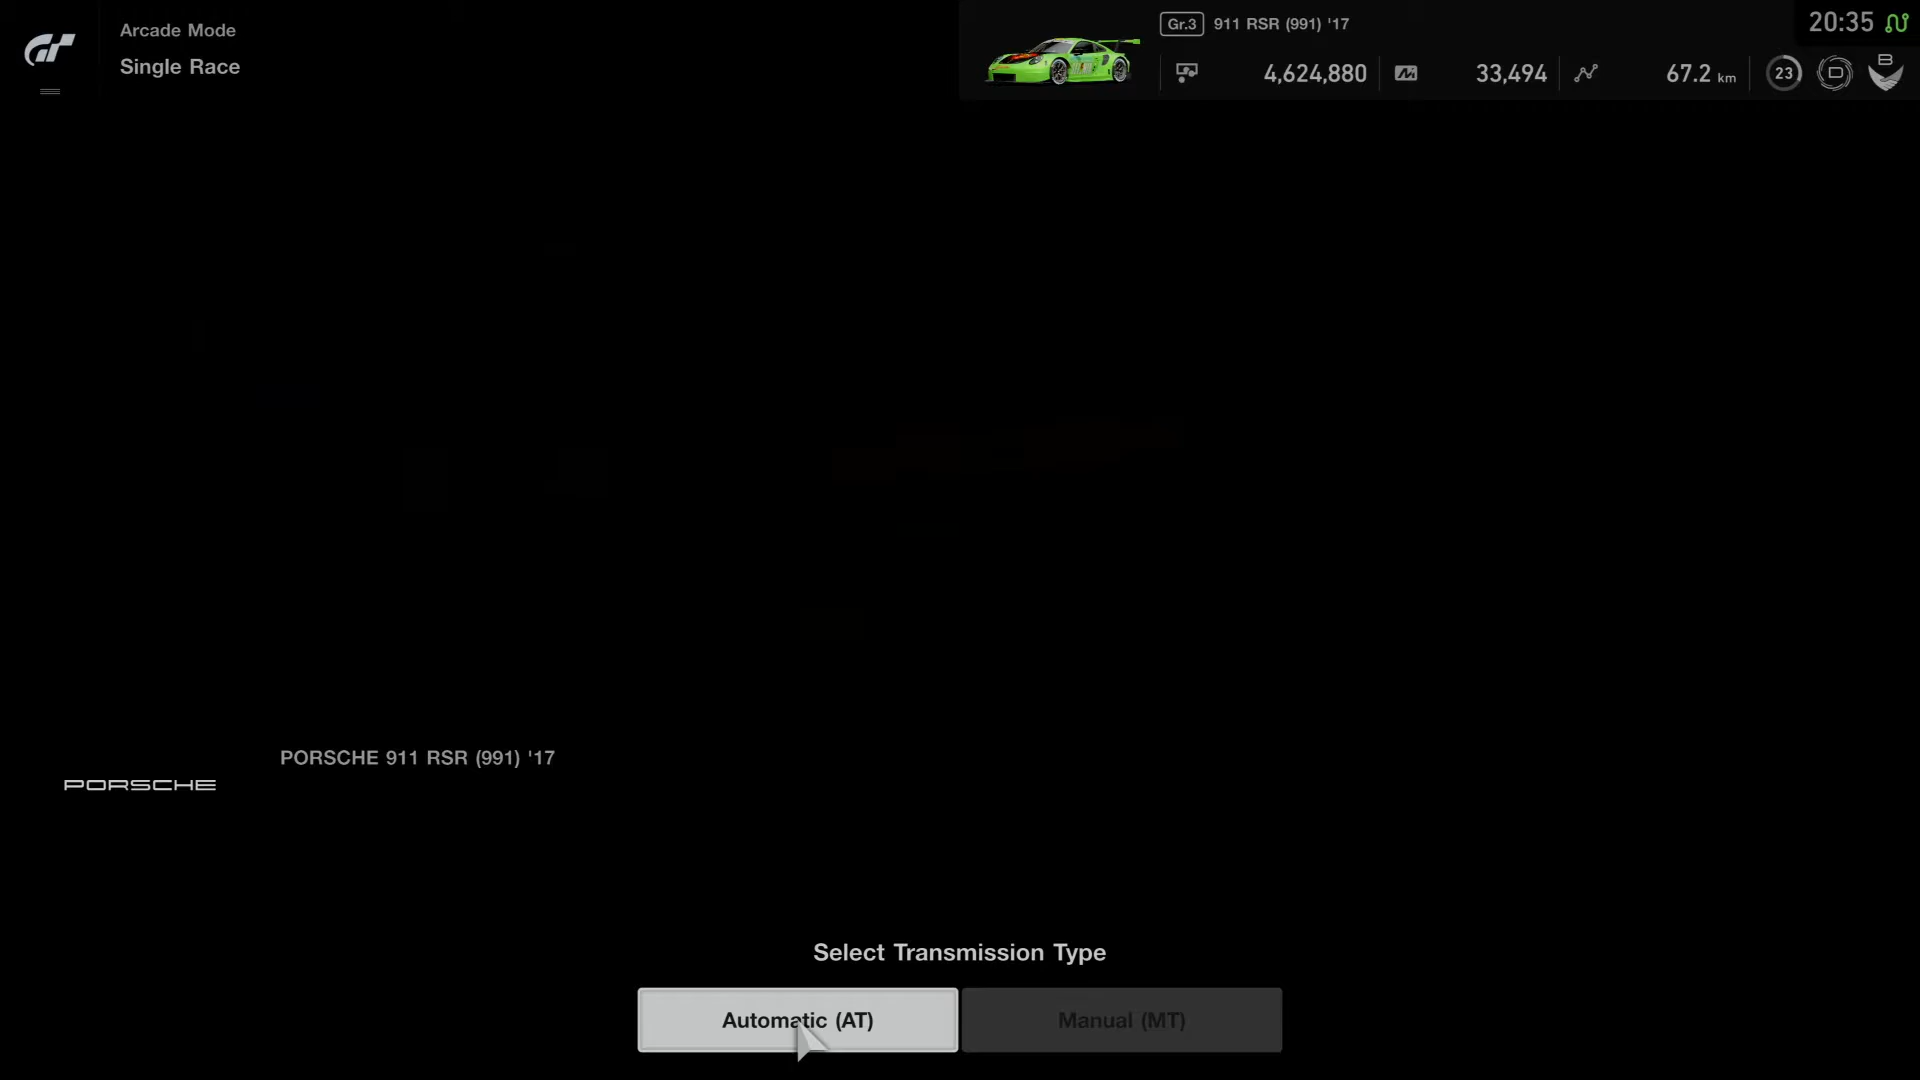 Arcade Mode
Single Race
Gr.3 911 RSR (991) '17
20:35
4,624,880
33,494
67.2 km
23
D
B
PORSCHE 911 RSR (991) '17
PORSCHE
Select Transmission Type
Automatic (AT)
Manual (MT)